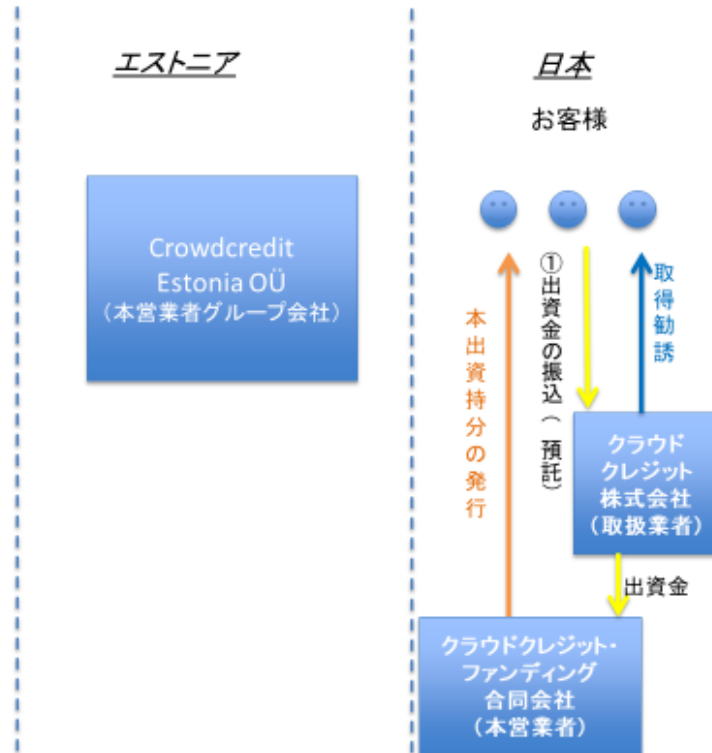 エストニア
日本
お客様
Crowdcredit
Estonia OÜ
（本営業者グループ会社）
本出資持分の発行
①出資金の振込（預託）
取得勧誘
クラウド
クレジット
株式会社
（取扱業者）
出資金
クラウドクレジット・
ファンディング
合同会社
（本営業者）